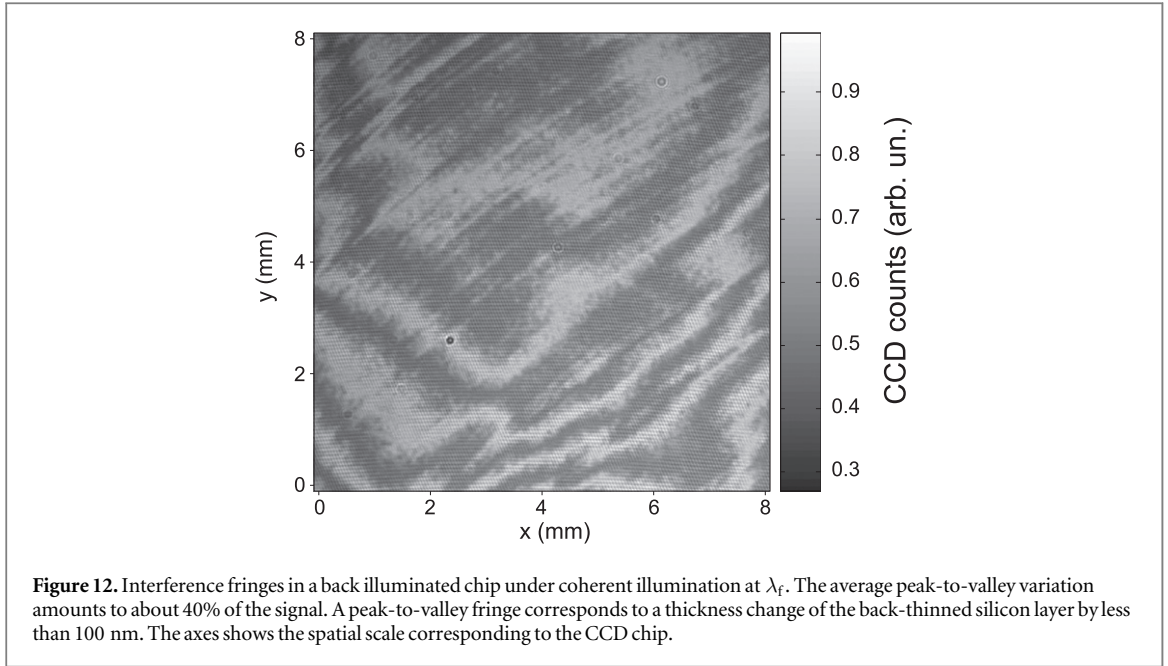 8
6
4
2
0
y (mm)
0 2 4 6 8
x (mm)
0.9
0.8
0.7
0.6
0.5
0.4
0.3
CCD counts (arb. un.)
Figure 12. Interference fringes in a back illuminated chip under coherent illumination at λf. The average peak-to-valley variation
amounts to about 40% of the signal. A peak-to-valley fringe corresponds to a thickness change of the back-thinned silicon layer by less
than 100 nm. The axes shows the spatial scale corresponding to the CCD chip.